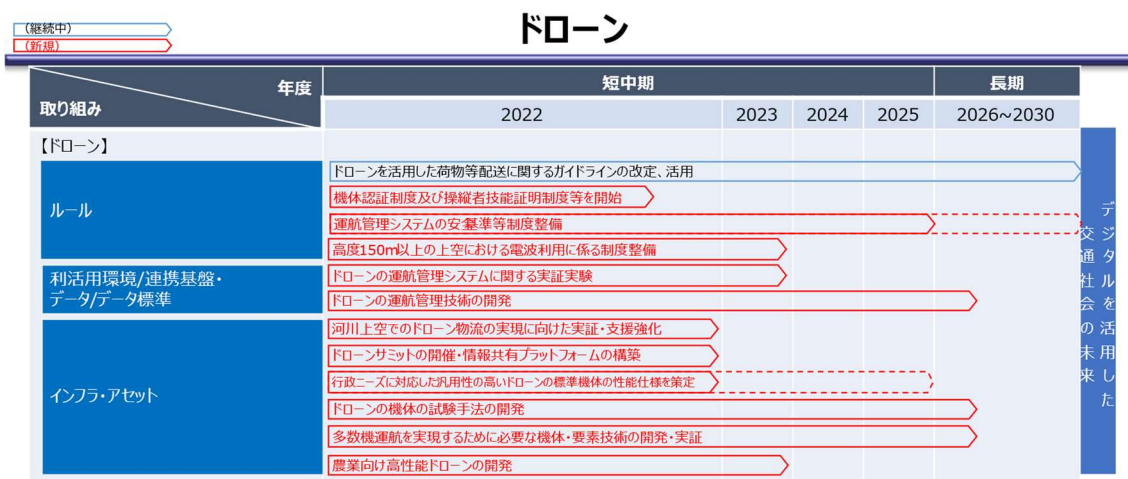 ドローン
(継続中)
(新規)
年度
取り組み
短中期
長期
2022
2023
2024
2025
2026~2030
【ドローン】
ルール
ドローンを活用した荷物等配送に関するガイドラインの改定、活用
機体認証制度及び操縦者技能証明制度等を開始
運航管理システムの安全基準等制度整備
高度150m以上の上空における電波利用に係る制度整備
利活用環境/連携基盤・
データ/データ標準
ドローンの運航管理システムに関する実証実験
ドローンの運航管理技術の開発
インフラ・アセット
河川上空でのドローン物流の実現に向けた実証・支援強化
ドローンサミットの開催・情報共有プラットフォームの構築
行政ニーズに対応した汎用性の高いドローンの標準機体の性能仕様を策定
ドローンの機体の試験手法の開発
多数機運航を実現するために必要な機体・要素技術の開発・実証
農業向け高性能ドローンの開発
デジタルを活用した
交通社会の未来